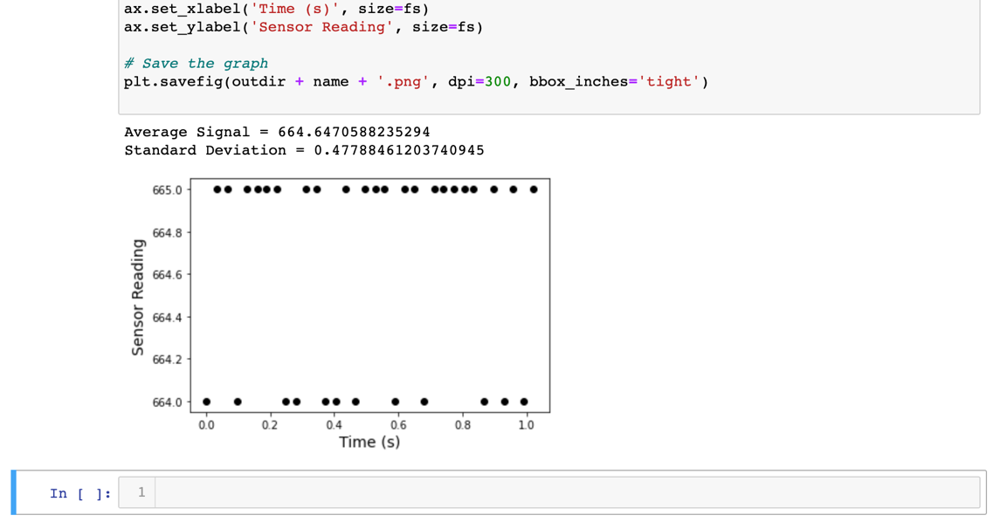 ax.set_xlabel('Time (s)', size=fs)
ax.set_ylabel('Sensor Reading', size=fs)
# Save the graph
plt.savefig(outdir + name + '.png', dpi=300, bbox_inches='tight')
Average Signal = 664.6470588235294
Standard Deviation = 0.47788461203740945
665.0
664.8
664.6
664.4
664.2
664.0
Sensor Reading
0.0 0.2 0.4 0.6 0.8 1.0
Time (s)
In [ ]: 1